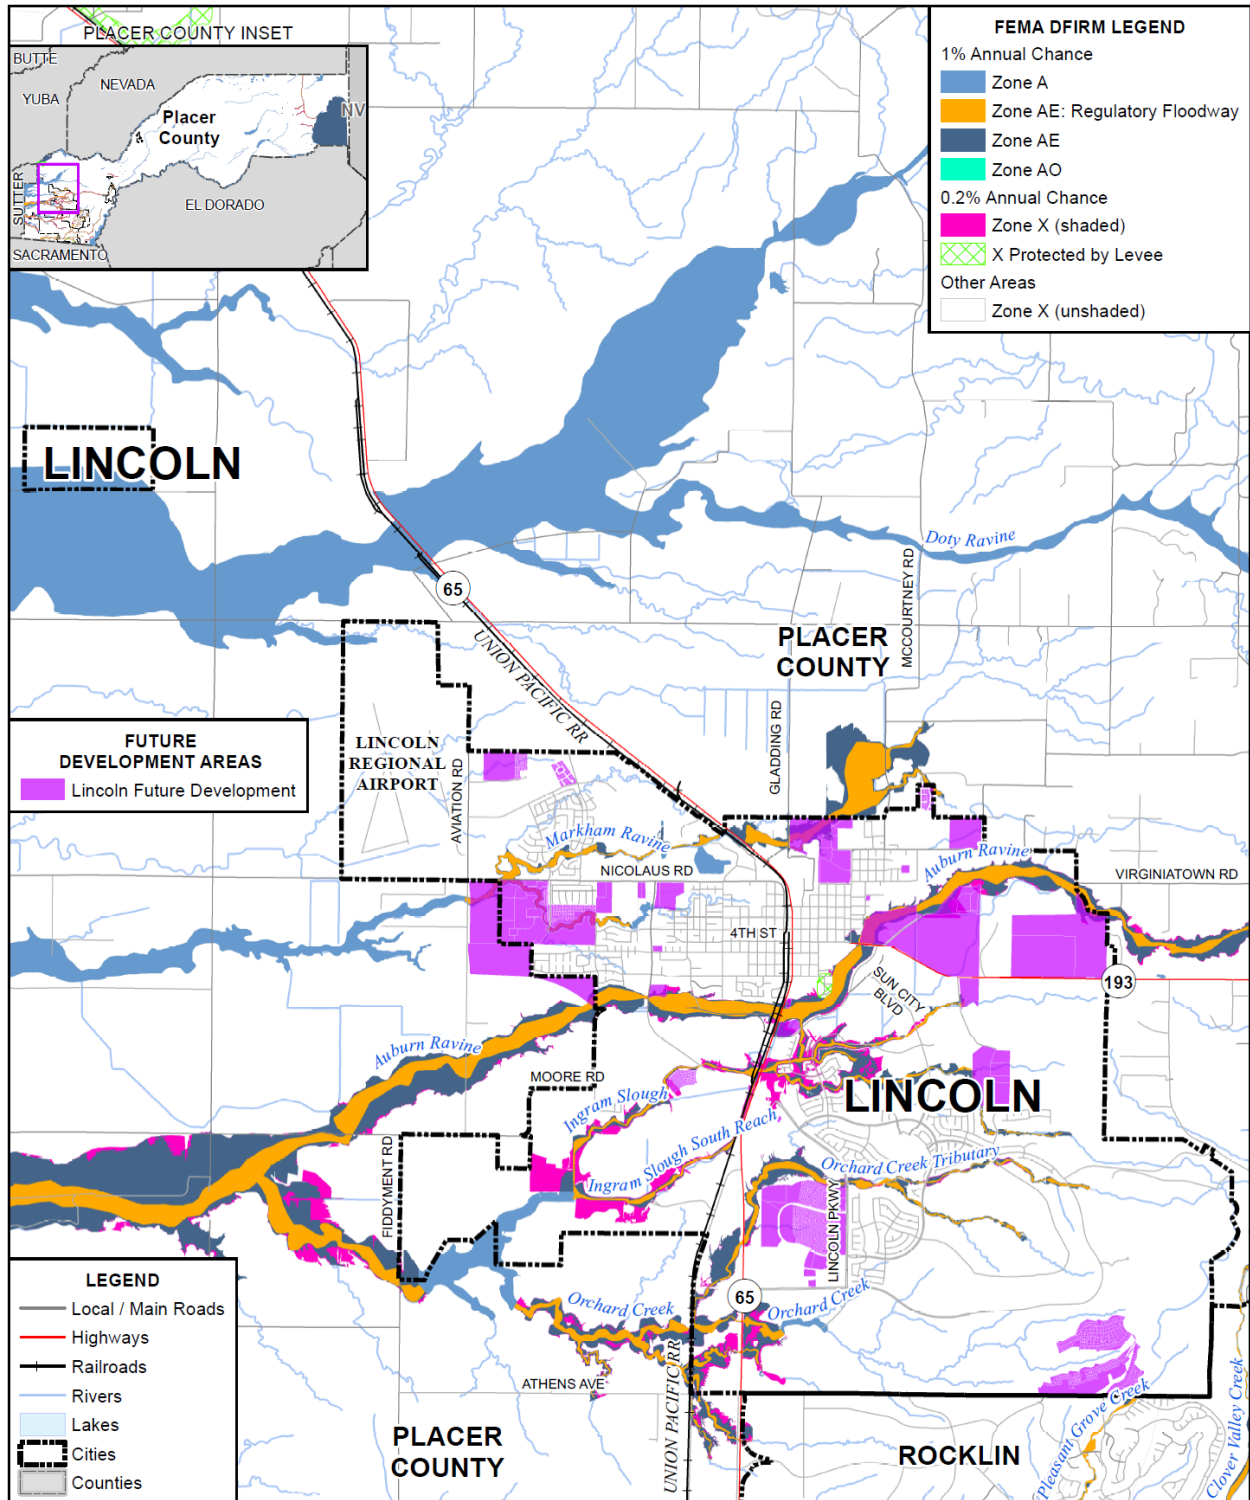 PLACER COUNTY INSET
BUTTE
YUBA
NEVADA
Placer
County
NV
SUTTER
EL DORADO
SACRAMENTO
FEMA DFIRM LEGEND
1% Annual Chance
Zone A
Zone AE: Regulatory Floodway
Zone AE
Zone AO
0.2% Annual Chance
Zone X (shaded)
X Protected by Levee
Other Areas
Zone X (unshaded)
LINCOLN
Doty Ravine
MCCOURTNEY RD
65
UNION PACIFIC RR
PLACER
COUNTY
GLADDING RD
FUTURE
DEVELOPMENT AREAS
Lincoln Future Development
LINCOLN
REGIONAL
AIRPORT
AVIATION RD
Markham Ravine
NICOLAUS RD
Auburn Ravine
VIRGINIATOWN RD
4TH ST
SUN CITY
BLVD
193
Auburn Ravine
MOORE RD
Ingram Slough
LINCOLN
Ingram Slough South Reach
Orchard Creek Tributary
FIDDYMENT RD
LINCOLN PKWY
65
Orchard Creek
Orchard Creek
ATHENS AVE
UNION PACIFIC RR
PLACER
COUNTY
ROCKLIN
Pleasant Grove Creek
Clover Valley Creek
LEGEND
Local / Main Roads
Highways
Railroads
Rivers
Lakes
Cities
Counties